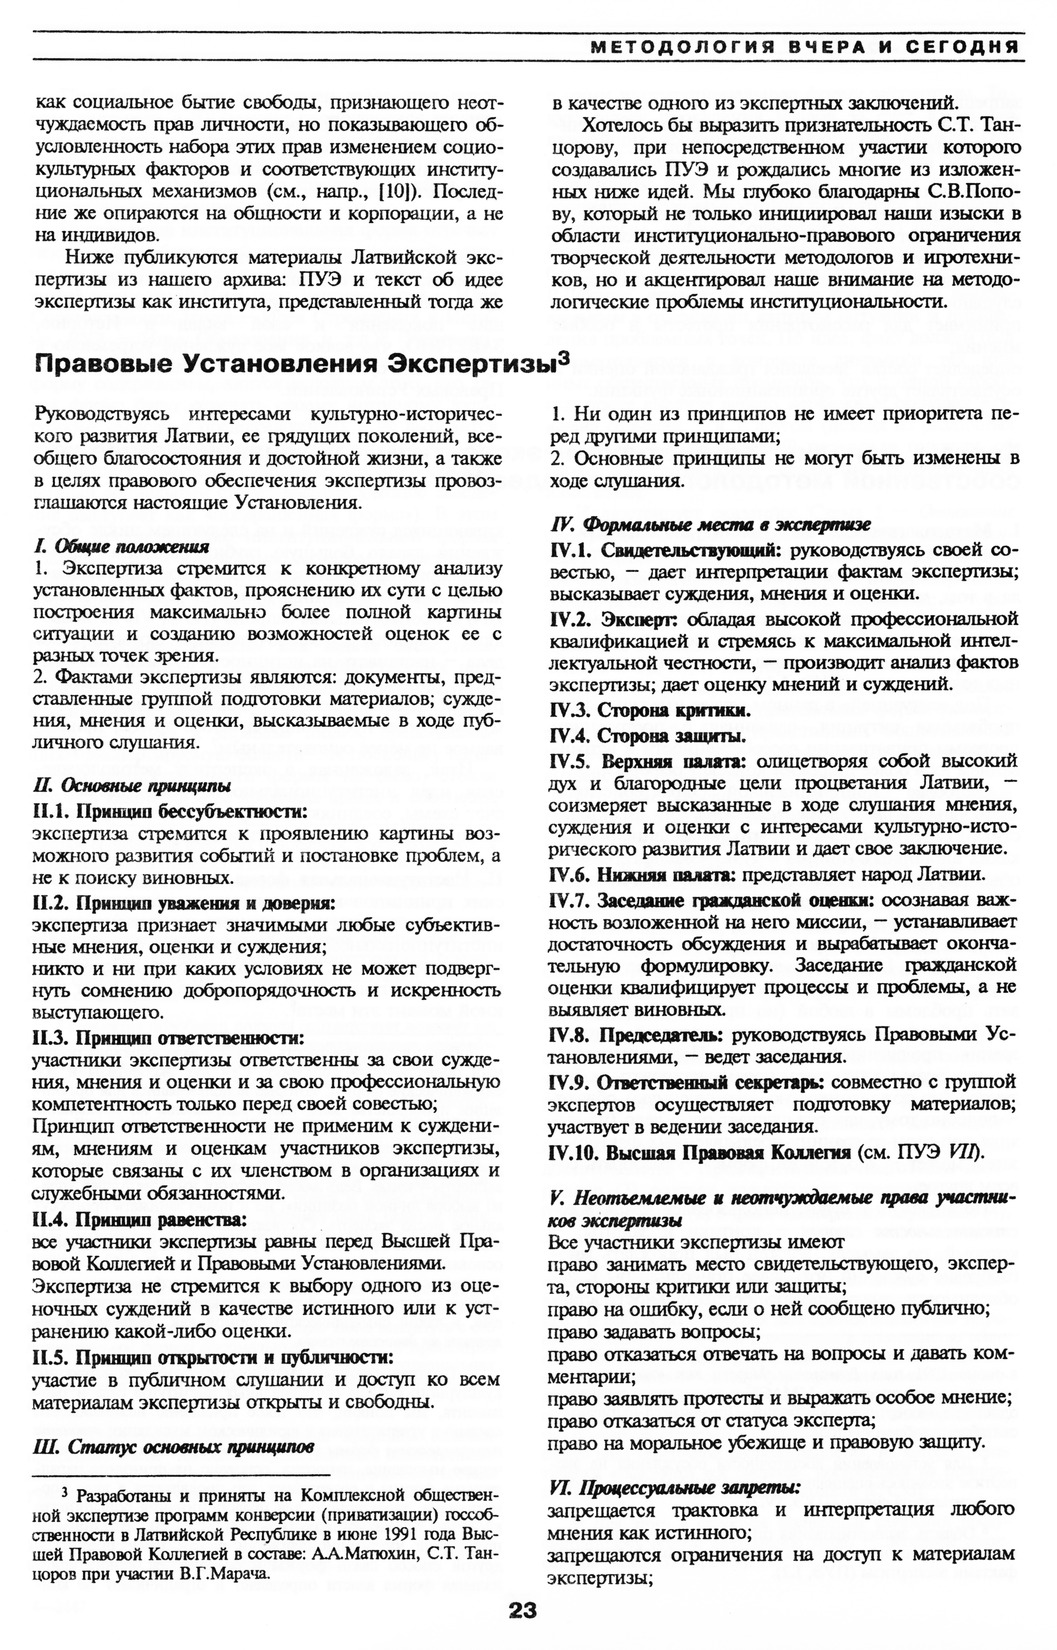 МЕТОДОЛОГИЯ ВЧЕРА И СЕГОДНЯ
как социальное бытие свободы, признающего неот-
чуждаемость прав личности, но показывающего об-
условленность набора этих прав изменением социо-
культурных факторов и соответствующих институ-
циональных механизмов (см., напр., [10]). Послед-
ние же опираются на общности и корпорации, а не
на индивидов.
Ниже публикуются материалы Латвийской экс-
пертизы из нашего архива: ПУЭ и текст об идее
экспертизы как института, представленный тогда же
в качестве одного из экспертных заключений.
Хотелось бы выразить признательность С.Т. Тан-
цорову, при непосредственном участии которого
создавались ПУЭ и рождались многие из изложен-
ных ниже идей. Мы глубоко благодарны С.В.Попо-
ву, который не только инициировал наши изыски в
области институционально-правового ограничения
творческой деятельности методологов и игротехни-
ков, но и акцентировал наше внимание на методо-
логические проблемы институциональности.
Правовые Установления Экспертизы³
Руководствуясь интересами культурно-историчес-
кого развития Латвии, ее грядущих поколений, все-
общего благосостояния и достойной жизни, а также
в целях правового обеспечения экспертизы провоз-
глашаются настоящие Установления.
I. Общие положения
1. Экспертиза стремится к конкретному анализу
установленных фактов, прояснению их сути с целью
построения максимально более полной картины
ситуации и созданию возможностей оценок ее с
разных точек зрения.
2. Фактами экспертизы являются: документы, пред-
ставленные группой подготовки материалов; сужде-
ния, мнения и оценки, высказываемые в ходе пуб-
личного слушания.
II. Основные принципы
II.1. Принцип бессубъектности:
экспертиза стремится к проявлению картины воз-
можного развития событий и постановке проблем, а
не к поиску виновных.
II.2. Принцип уважения и доверия:
экспертиза признает значимыми любые субъектив-
ные мнения, оценки и суждения;
никто и ни при каких условиях не может подверг-
нуть сомнению добропорядочность и искренность
выступающего.
II.3. Принцип ответственности:
участники экспертизы ответственны за свои сужде-
ния, мнения и оценки и за свою профессиональную
компетентность только перед своей совестью;
Принцип ответственности не применим к суждени-
ям, мнениям и оценкам участников экспертизы,
которые связаны с их членством в организациях и
служебными обязанностями.
II.4. Принцип равенства:
все участники экспертизы равны перед Высшей Пра-
вовой Коллегией и Правовыми Установлениями.
Экспертиза не стремится к выбору одного из оце-
ночных суждений в качестве истинного или к уст-
ранению какой-либо оценки.
II.5. Принцип открытости и публичности:
участие в публичном слушании и доступ ко всем
материалам экспертизы открыты и свободны.
III. Статус основных принципов
³ Разработаны и приняты на Комплексной обществен-
ной экспертизе программ конверсии (приватизации) госсоб-
ственности в Латвийской Республике в июне 1991 года Выс-
шей Правовой Коллегией в составе: А.А.Матюхин, С.Т. Тан-
цоров при участии В.Г.Марача.
1. Ни один из принципов не имеет приоритета пе-
ред другими принципами;
2. Основные принципы не могут быть изменены в
ходе слушания.
IV. Формальные места в экспертизе
IV.1. Свидетельствующий: руководствуясь своей со-
вестью, — дает интерпретации фактам экспертизы;
высказывает суждения, мнения и оценки.
IV.2. Эксперт: обладая высокой профессиональной
квалификацией и стремясь к максимальной интел-
лектуальной честности, — производит анализ фактов
экспертизы; дает оценку мнений и суждений.
IV.3. Сторона критики.
IV.4. Сторона защиты.
IV.5. Верхняя палата: олицетворяя собой высокий
дух и благородные цели процветания Латвии, —
соизмеряет высказанные в ходе слушания мнения,
суждения и оценки с интересами культурно-исто-
рического развития Латвии и дает свое заключение.
IV.6. Нижняя палата: представляет народ Латвии.
IV.7. Заседание гражданской оценки: осознавая важ-
ность возложенной на него миссии, — устанавливает
достаточность обсуждения и вырабатывает оконча-
тельную формулировку. Заседание гражданской
оценки квалифицирует процессы и проблемы, а не
выявляет виновных.
IV.8. Председатель: руководствуясь Правовыми Ус-
тановлениями, — ведет заседания.
IV.9. Ответственный секретарь: совместно с группой
экспертов осуществляет подготовку материалов;
участвует в ведении заседания.
IV.10. Высшая Правовая Коллегия (см. ПУЭ VII).
V. Неотъемлемые и неотчуждаемые права участни-
ков экспертизы
Все участники экспертизы имеют
право занимать место свидетельствующего, экспер-
та, стороны критики или защиты;
право на ошибку, если о ней сообщено публично;
право задавать вопросы;
право отказаться отвечать на вопросы и давать ком-
ментарии;
право заявлять протесты и выражать особое мнение;
право отказаться от статуса эксперта;
право на моральное убежище и правовую защиту.
VI. Процессуальные запреты:
запрещается трактовка и интерпретация любого
мнения как истинного;
запрещаются ограничения на доступ к материалам
экспертизы;
23